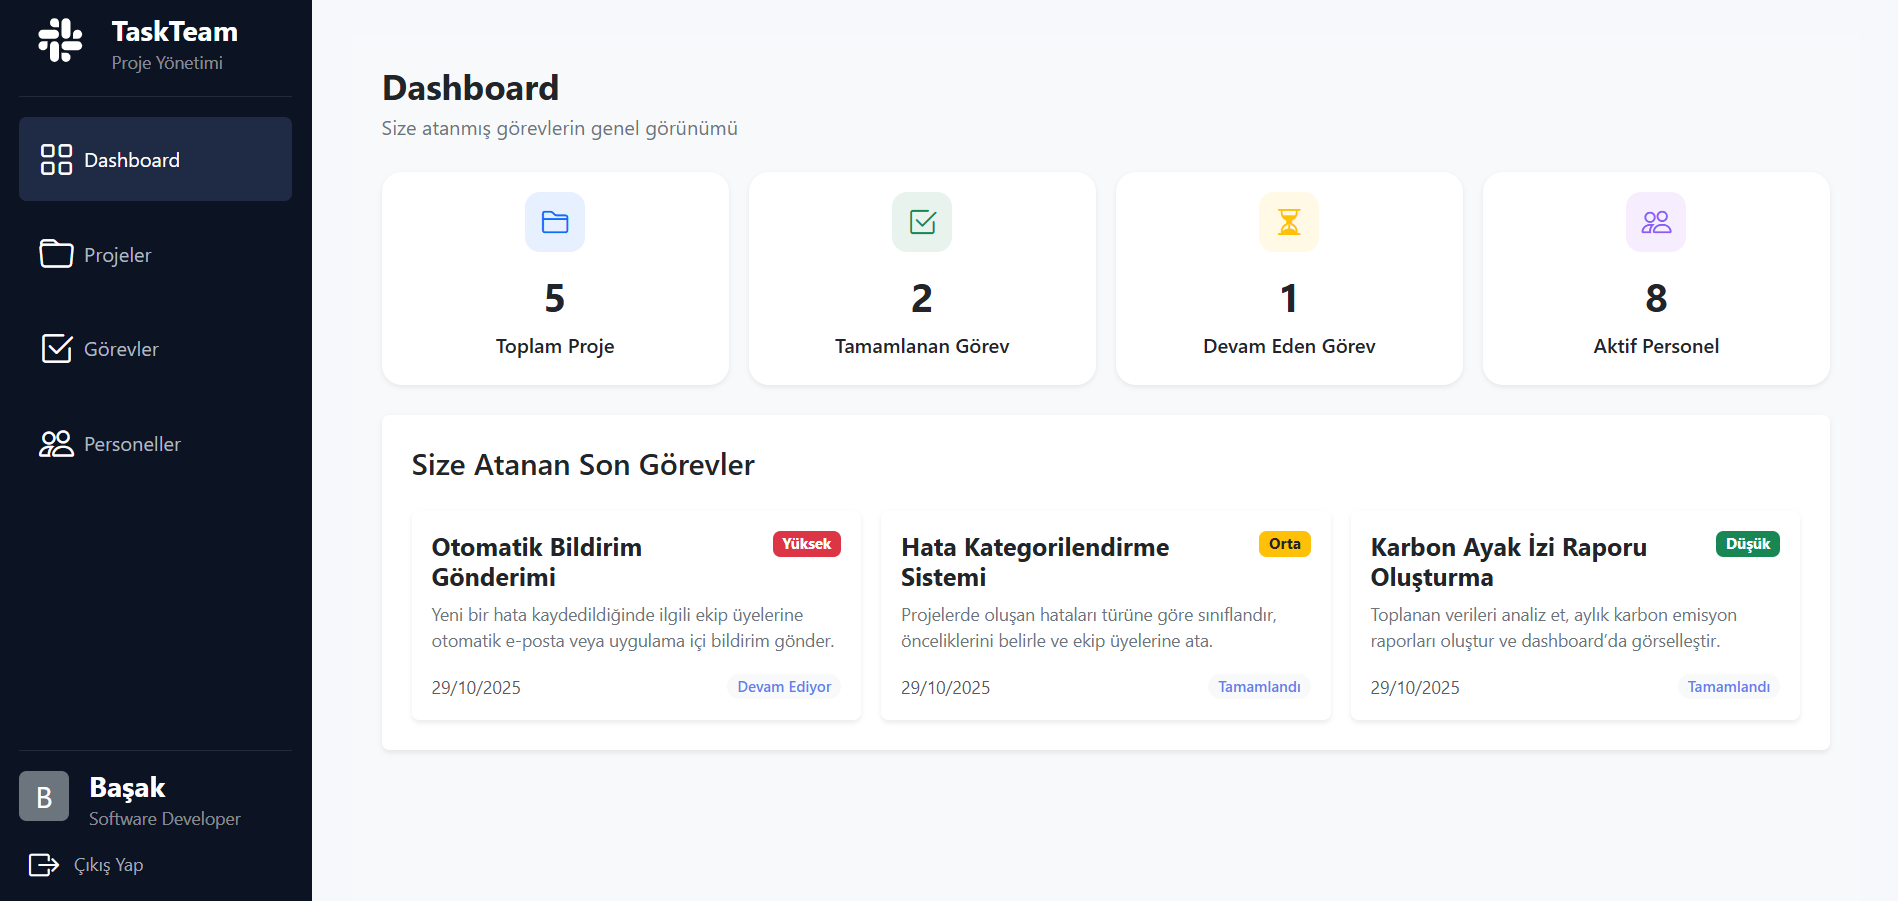 TaskTeam
Proje Yönetimi
Dashboard
Projeler
Görevler
Personeller
B
Başak
Software Developer
Çıkış Yap
Dashboard
Size atanmış görevlerin genel görünümü
5
Toplam Proje
2
Tamamlanan Görev
1
Devam Eden Görev
8
Aktif Personel
Size Atanan Son Görevler
Otomatik Bildirim
Gönderimi
Yüksek
Yeni bir hata kaydedildiğinde ilgili ekip üyelerine
otomatik e-posta veya uygulama içi bildirim gönder.
29/10/2025
Devam Ediyor
Hata Kategorilendirme
Sistemi
Orta
Projelerde oluşan hataları türüne göre sınıflandır,
önceliklerini belirle ve ekip üyelerine ata.
29/10/2025
Tamamlandı
Karbon Ayak İzi Raporu
Oluşturma
Düşük
Toplanan verileri analiz et, aylık karbon emisyon
raporları oluştur ve dashboard’da görselleştir.
29/10/2025
Tamamlandı